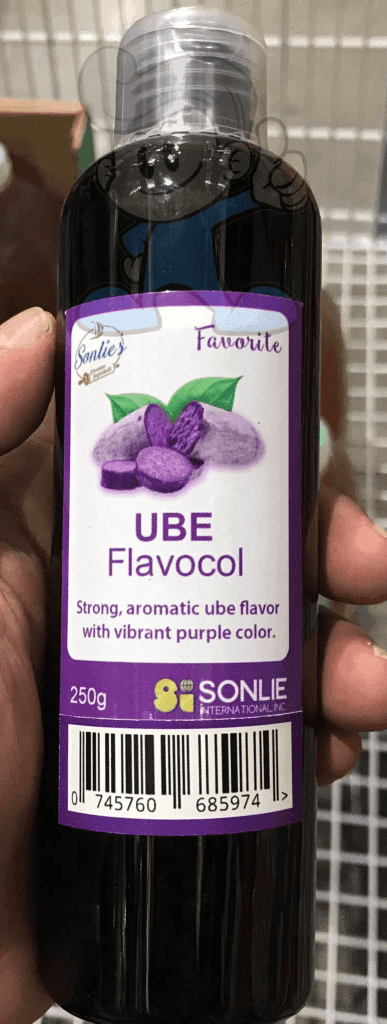 Sonlie's
Favorite
UBE
Flavocol
Strong, aromatic ube flavor
with vibrant purple color.
250g
Si SONLIE
INTERNATIONAL, INC.
0 745760 685974 >